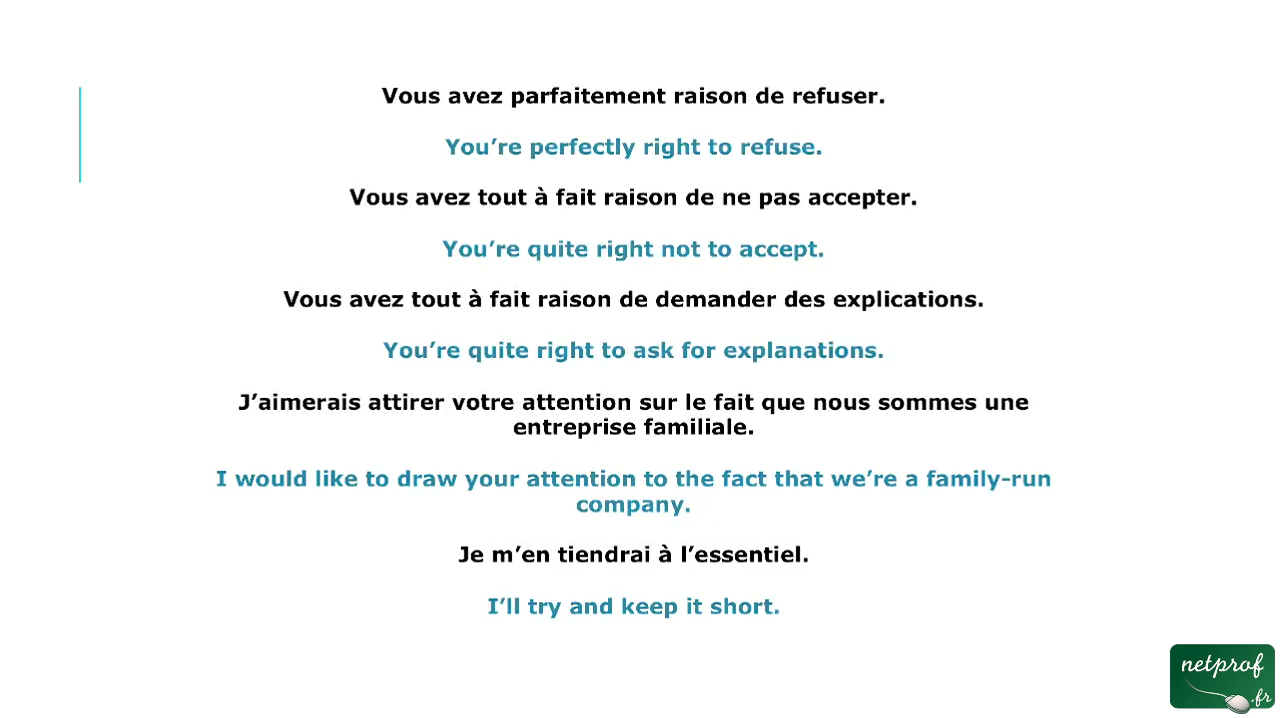 Vous avez parfaitement raison de refuser.
You’re perfectly right to refuse.
Vous avez tout à fait raison de ne pas accepter.
You’re quite right not to accept.
Vous avez tout à fait raison de demander des explications.
You’re quite right to ask for explanations.
J’aimerais attirer votre attention sur le fait que nous sommes une
entreprise familiale.
I would like to draw your attention to the fact that we’re a family-run
company.
Je m’en tiendrai à l’essentiel.
I’ll try and keep it short.
netprof
.fr